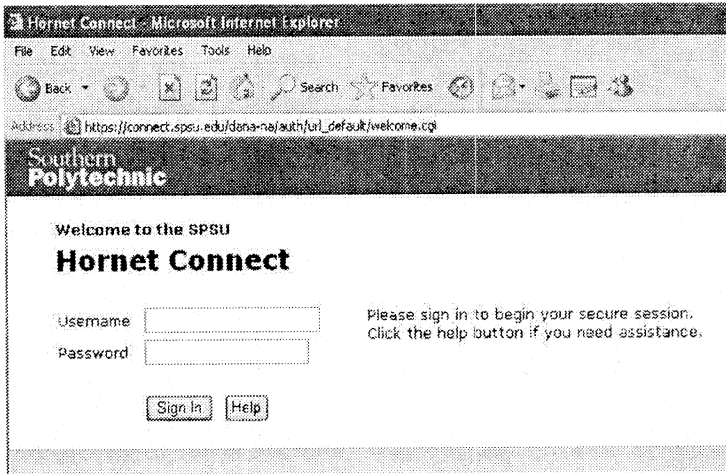 Hornet Connect - Microsoft Internet Explorer
File Edit View Favorites Tools Help
Back Search Favorites
Address https://connect.spsu.edu/dana-na/auth/url_default/welcome.cgi
Southern
Polytechnic
Welcome to the SPSU
Hornet Connect
Username
Please sign in to begin your secure session.
Click the help button if you need assistance.
Password
Sign In Help